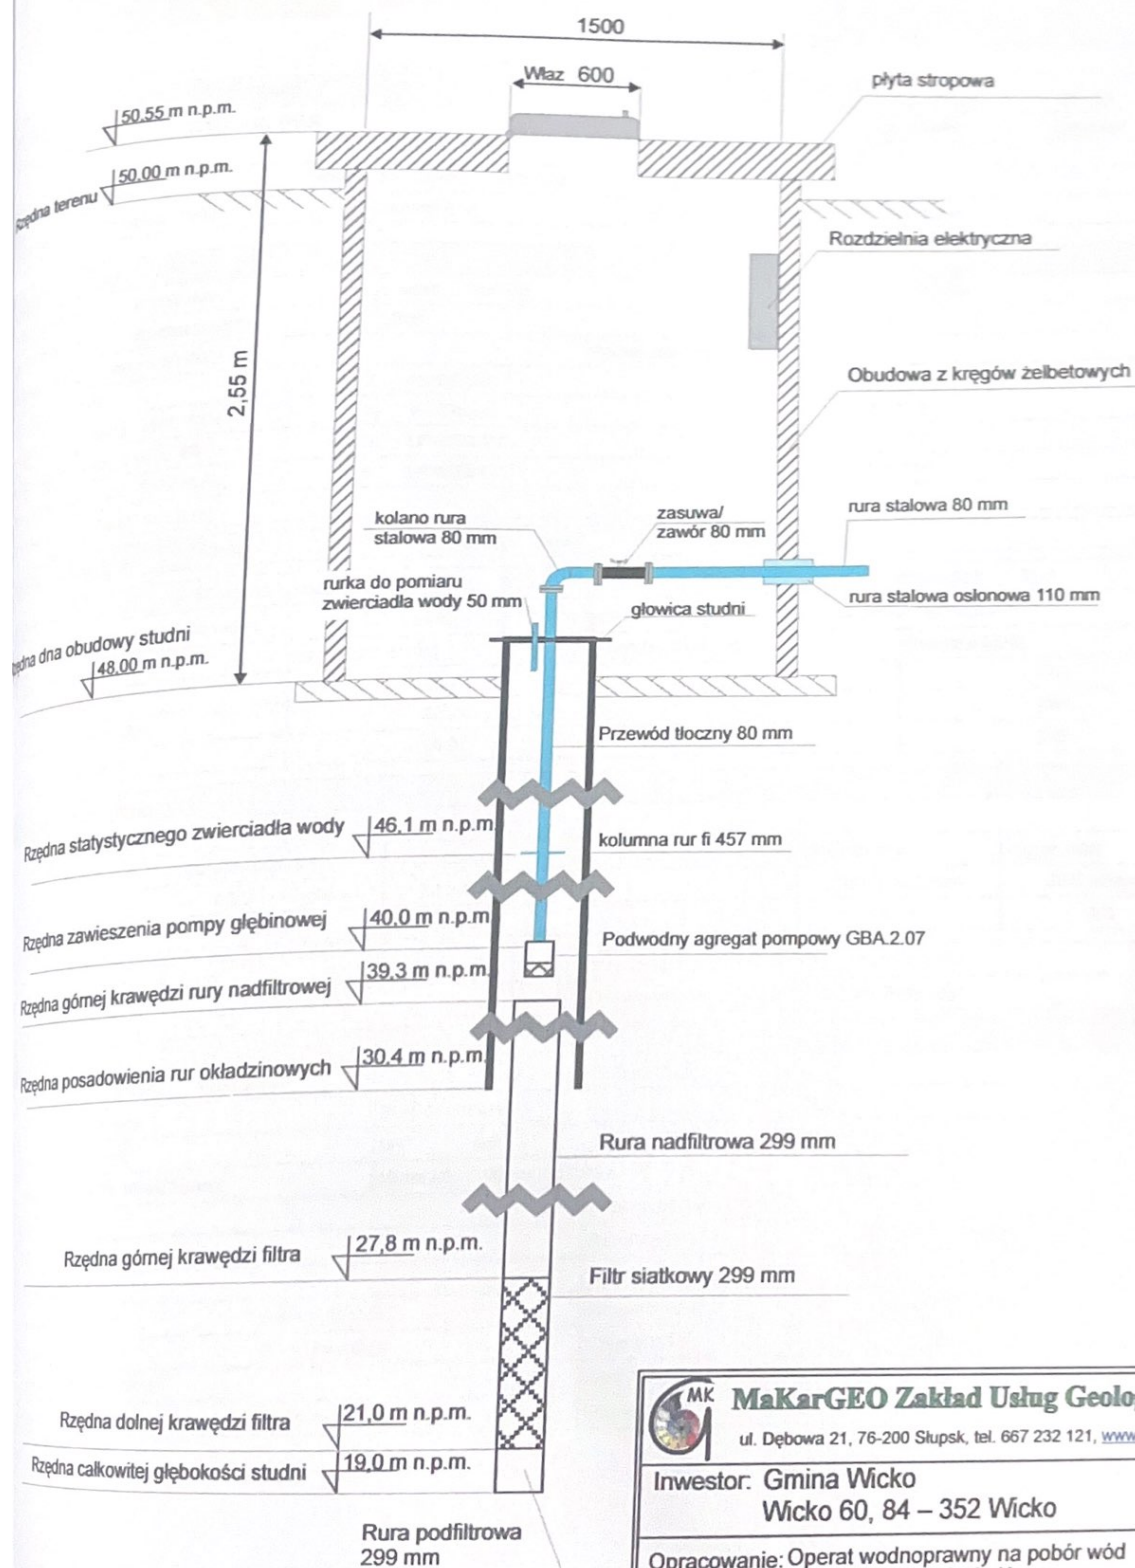 1500
Właz 600
płyta stropowa
50,55 m n.p.m.
50,00 m n.p.m.
terenu
Rozdzielnia elektryczna
2,55 m
Obudowa z kręgów żelbetowych
kolano rura
stalowa 80 mm
zasuwa/
zawór 80 mm
rura stalowa 80 mm
rurka do pomiaru
zwierciadła wody 50 mm
głowica studni
rura stalowa osłonowa 110 mm
dna obudowy studni
48,00 m n.p.m.
Przewód tłoczny 80 mm
Rzędna statystycznego zwierciadła wody
46,1 m n.p.m.
kolumna rur fi 457 mm
Rzędna zawieszenia pompy głębinowej
40,0 m n.p.m
Podwodny agregat pompowy GBA.2.07
Rzędna górnej krawędzi rury nadfiltrowej
39,3 m n.p.m.
Rzędna posadowienia rur okładzinowych
30,4 m n.p.m.
Rura nadfiltrowa 299 mm
Rzędna górnej krawędzi filtra
27,8 m n.p.m.
Filtr siatkowy 299 mm
Rzędna dolnej krawędzi filtra
21,0 m n.p.m.
Rzędna całkowitej głębokości studni
19,0 m n.p.m.
Rura podfiltrowa
299 mm
MK
MaKarGEO Zakład Usług Geolo
ul. Dębowa 21, 76-200 Słupsk, tel. 667 232 121, www
Inwestor: Gmina Wicko
Wicko 60, 84 – 352 Wicko
Opracowanie: Operat wodnoprawny na pobór wód